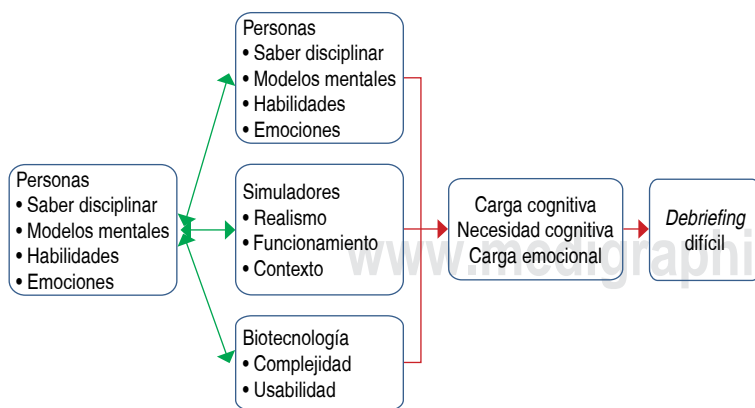 Personas
• Saber disciplinar
• Modelos mentales
• Habilidades
• Emociones
Personas
• Saber disciplinar
• Modelos mentales
• Habilidades
• Emociones
Simuladores
• Realismo
• Funcionamiento
• Contexto
Biotecnología
• Complejidad
• Usabilidad
Carga cognitiva
Necesidad cognitiva
Carga emocional
Debriefing
difícil
www.medigraphi